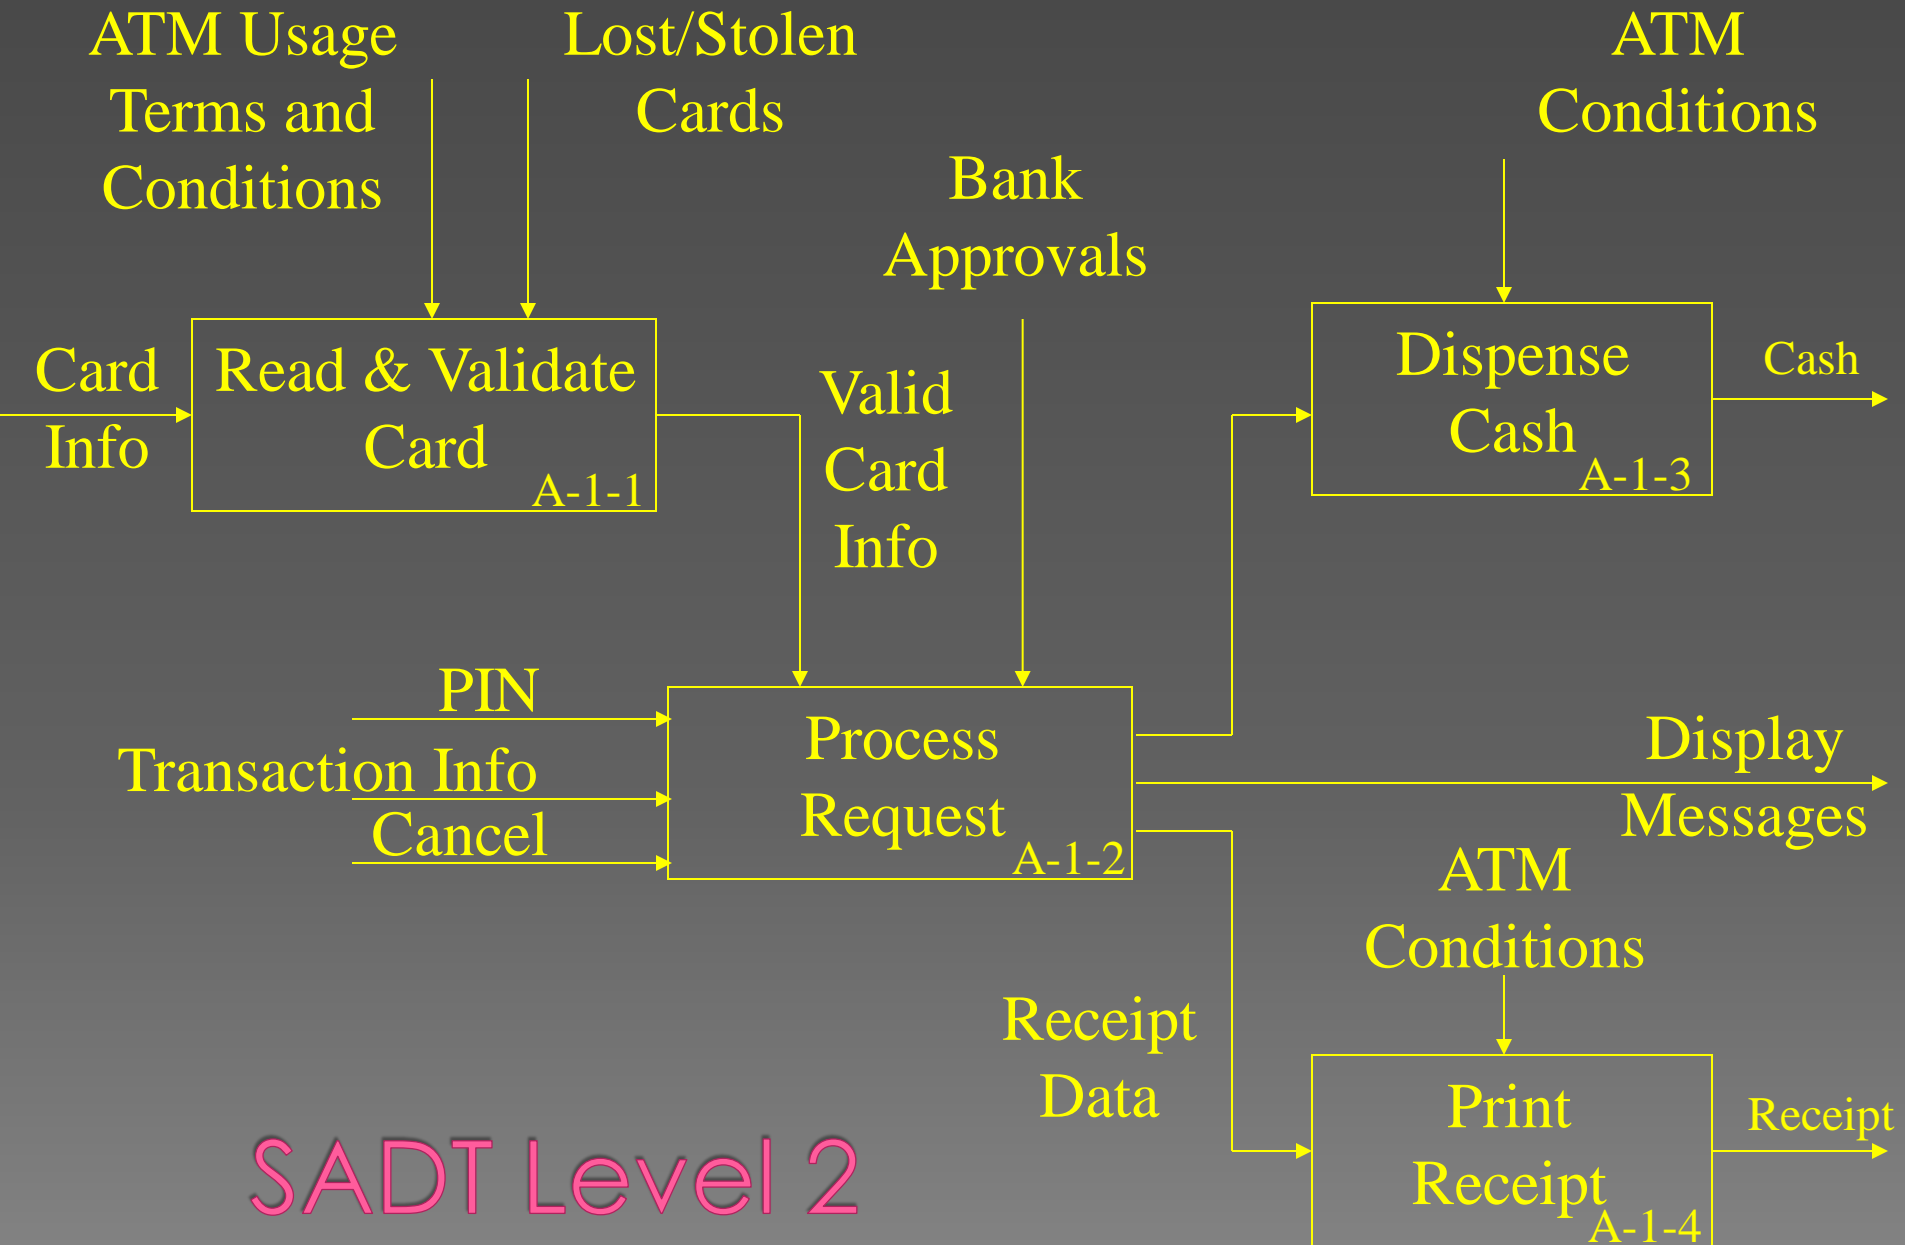 ATM Usage
Terms and
Conditions
Lost/Stolen
Cards
Bank
Approvals
ATM
Conditions
Card
Info
Read & Validate
Card
A-1-1
Valid
Card
Info
Dispense
Cash
A-1-3
Cash
PIN
Transaction Info
Cancel
Process
Request
A-1-2
Display
Messages
ATM
Conditions
Receipt
Data
Print
Receipt
A-1-4
Receipt
SADT Level 2